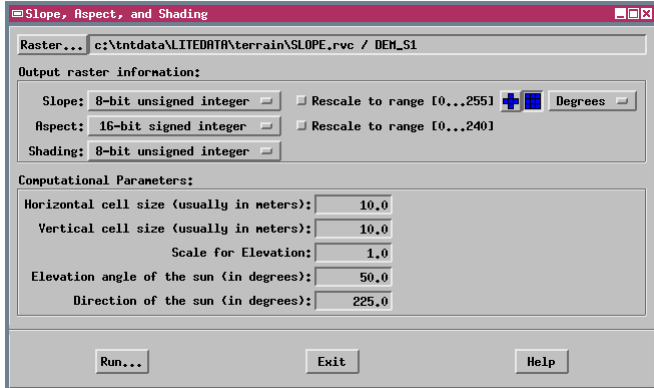 Slope, Aspect, and Shading
Raster... c:\tntdata\LITEDATA\terrain\SLOPE.rvc / DEM_S1
Output raster information:
Slope: 8-bit unsigned integer Rescale to range [0...255] Degrees
Aspect: 16-bit signed integer Rescale to range [0...240]
Shading: 8-bit unsigned integer
Computational Parameters:
Horizontal cell size (usually in meters): 10.0
Vertical cell size (usually in meters): 10.0
Scale for Elevation: 1.0
Elevation angle of the sun (in degrees): 50.0
Direction of the sun (in degrees): 225.0
Run... Exit Help